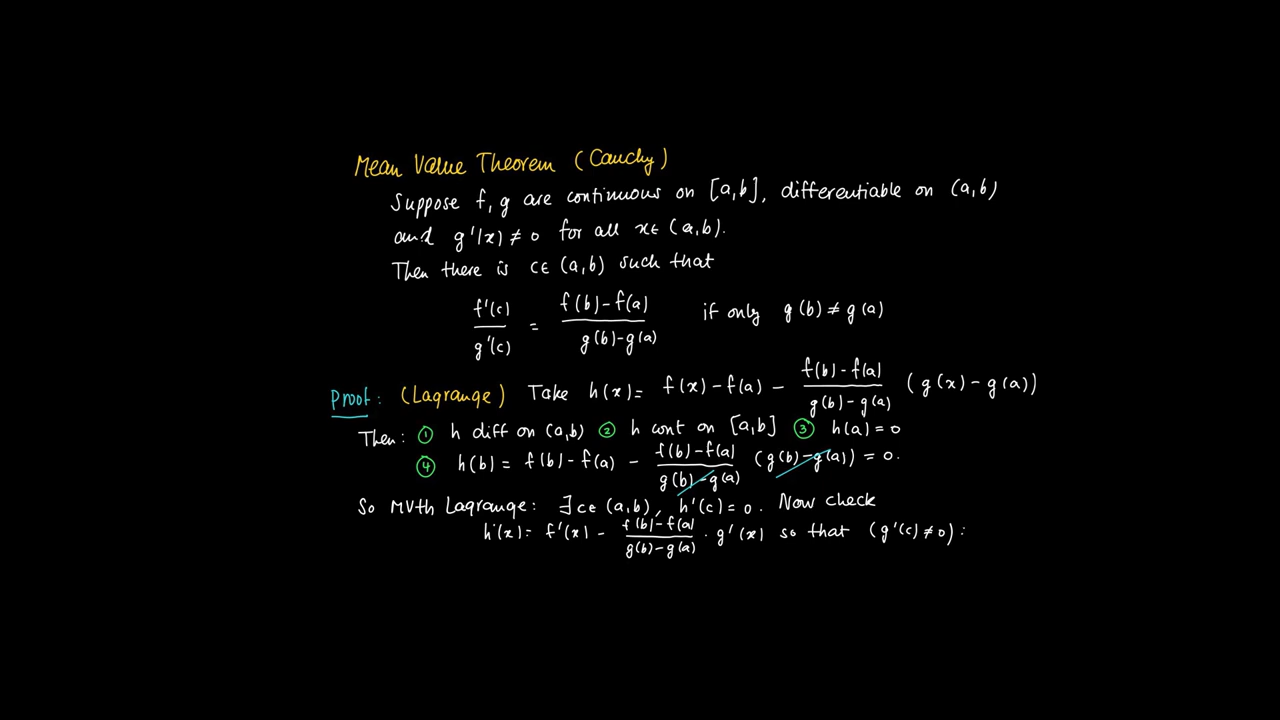 Mean Value Theorem (Cauchy)
Suppose f, g are continuous on [a,b], differentiable on (a,b)
and g'(x) ≠ 0 for all x∈ (a,b).
Then there is c∈ (a,b) such that
f'(c)/g'(c) = (f(b)-f(a))/(g(b)-g(a)) if only g(b) ≠ g(a)
Proof: (Lagrange) Take h(x) = f(x)-f(a) - (f(b)-f(a))/(g(b)-g(a)) (g(x)-g(a))
Then: ① h diff on (a,b) ② h cont on [a,b] ③ h(a)=0
④ h(b) = f(b)-f(a) - (f(b)-f(a))/(g(b)-g(a)) (g(b)-g(a)) = 0.
So MVth Lagrange: ∃c∈ (a,b), h'(c)=0. Now check
h'(x) = f'(x) - (f(b)-f(a))/(g(b)-g(a)) · g'(x) so that (g'(c)≠0):